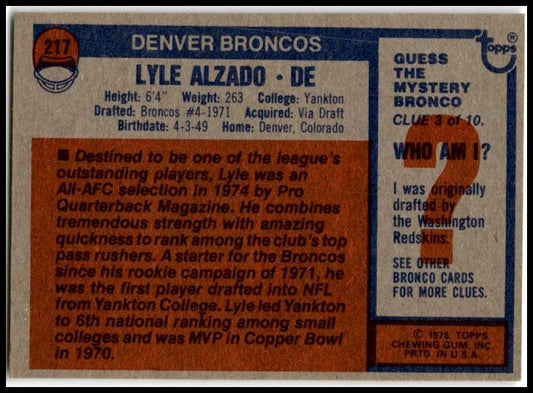 217
DENVER BRONCOS
LYLE ALZADO · DE
Height: 6'4" Weight: 263 College: Yankton
Drafted: Broncos #4-1971 Acquired: Via Draft
Birthdate: 4-3-49 Home: Denver, Colorado
■ Destined to be one of the league's
outstanding players, Lyle was an
All-AFC selection in 1974 by Pro
Quarterback Magazine. He combines
tremendous strength with amazing
quickness to rank among the club's top
pass rushers. A starter for the Broncos
since his rookie campaign of 1971, he
was the first player drafted into NFL
from Yankton College. Lyle led Yankton
to 6th national ranking among small
colleges and was MVP in Copper Bowl
in 1970.
topps®
GUESS
THE
MYSTERY
BRONCO
CLUE 3 of 10.
WHO AM I?
?
I was originally
drafted by
the Washington
Redskins.
SEE OTHER
BRONCO CARDS
FOR MORE CLUES.
© 1976, TOPPS
CHEWING GUM, INC.
PRTD. IN U.S.A.